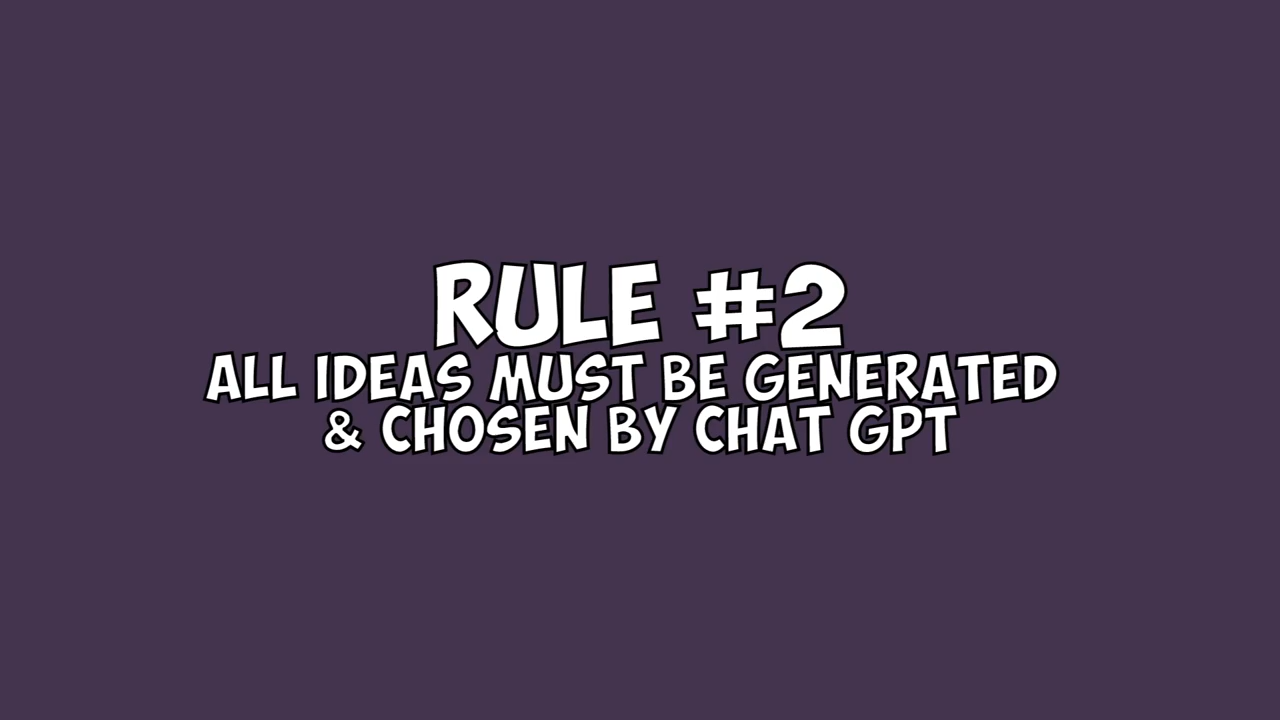 RULE #2
ALL IDEAS MUST BE GENERATED
& CHOSEN BY CHAT GPT